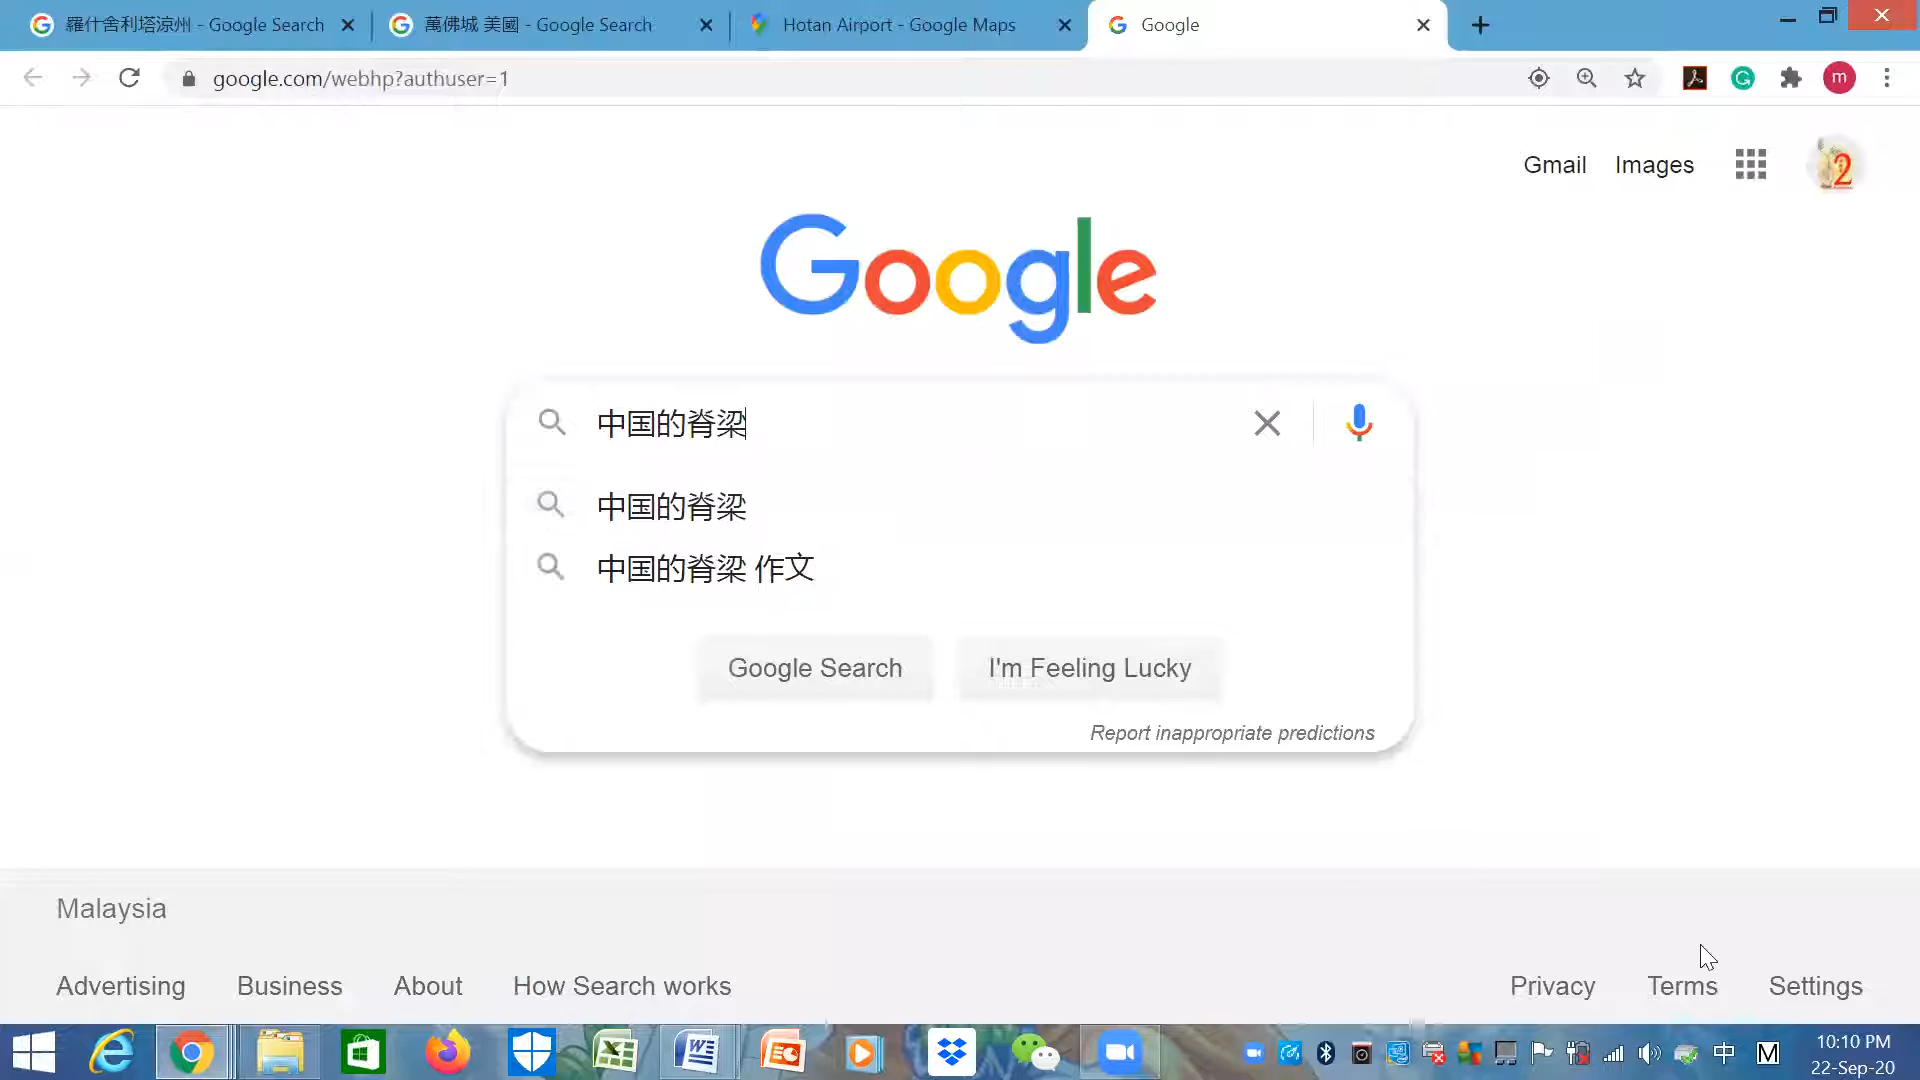 羅什舍利塔涼州 - Google Search
萬佛城 美國 - Google Search
Hotan Airport - Google Maps
Google
google.com/webhp?authuser=1
m
Gmail
Images
2
Google
中国的脊梁
中国的脊梁
中国的脊梁 作文
Google Search
I'm Feeling Lucky
Report inappropriate predictions
Malaysia
Advertising
Business
About
How Search works
Privacy
Terms
Settings
中
M
10:10 PM
22-Sep-20